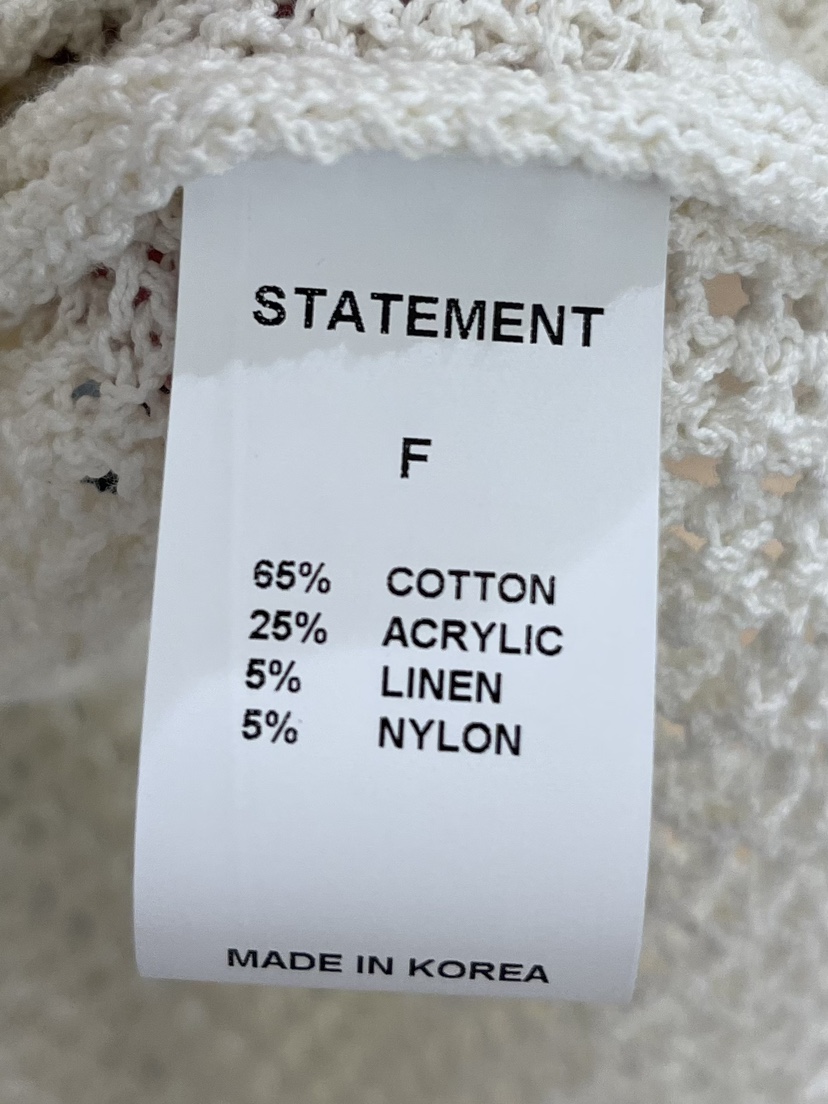 STATEMENT
F
65% COTTON
25% ACRYLIC
5% LINEN
5% NYLON
MADE IN KOREA